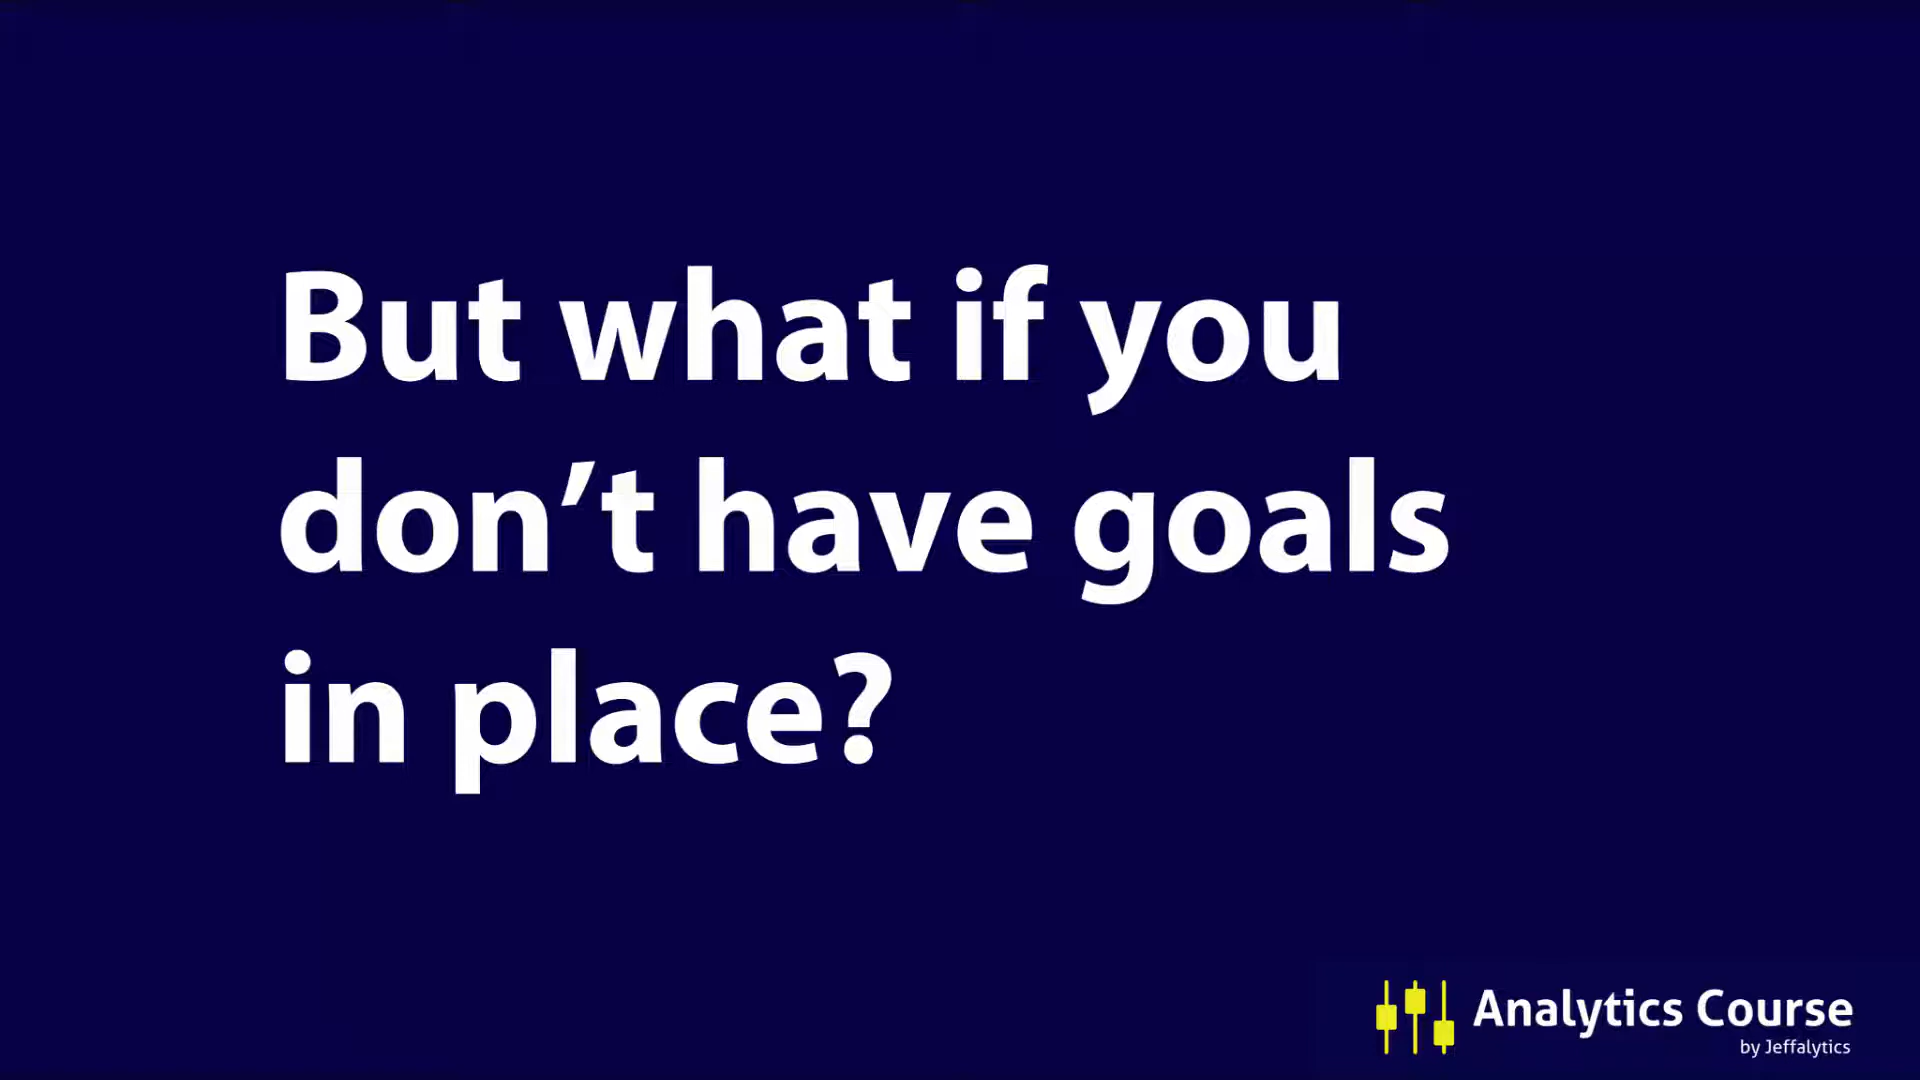 But what if you
don’t have goals
in place?
Analytics Course
by Jeffalytics